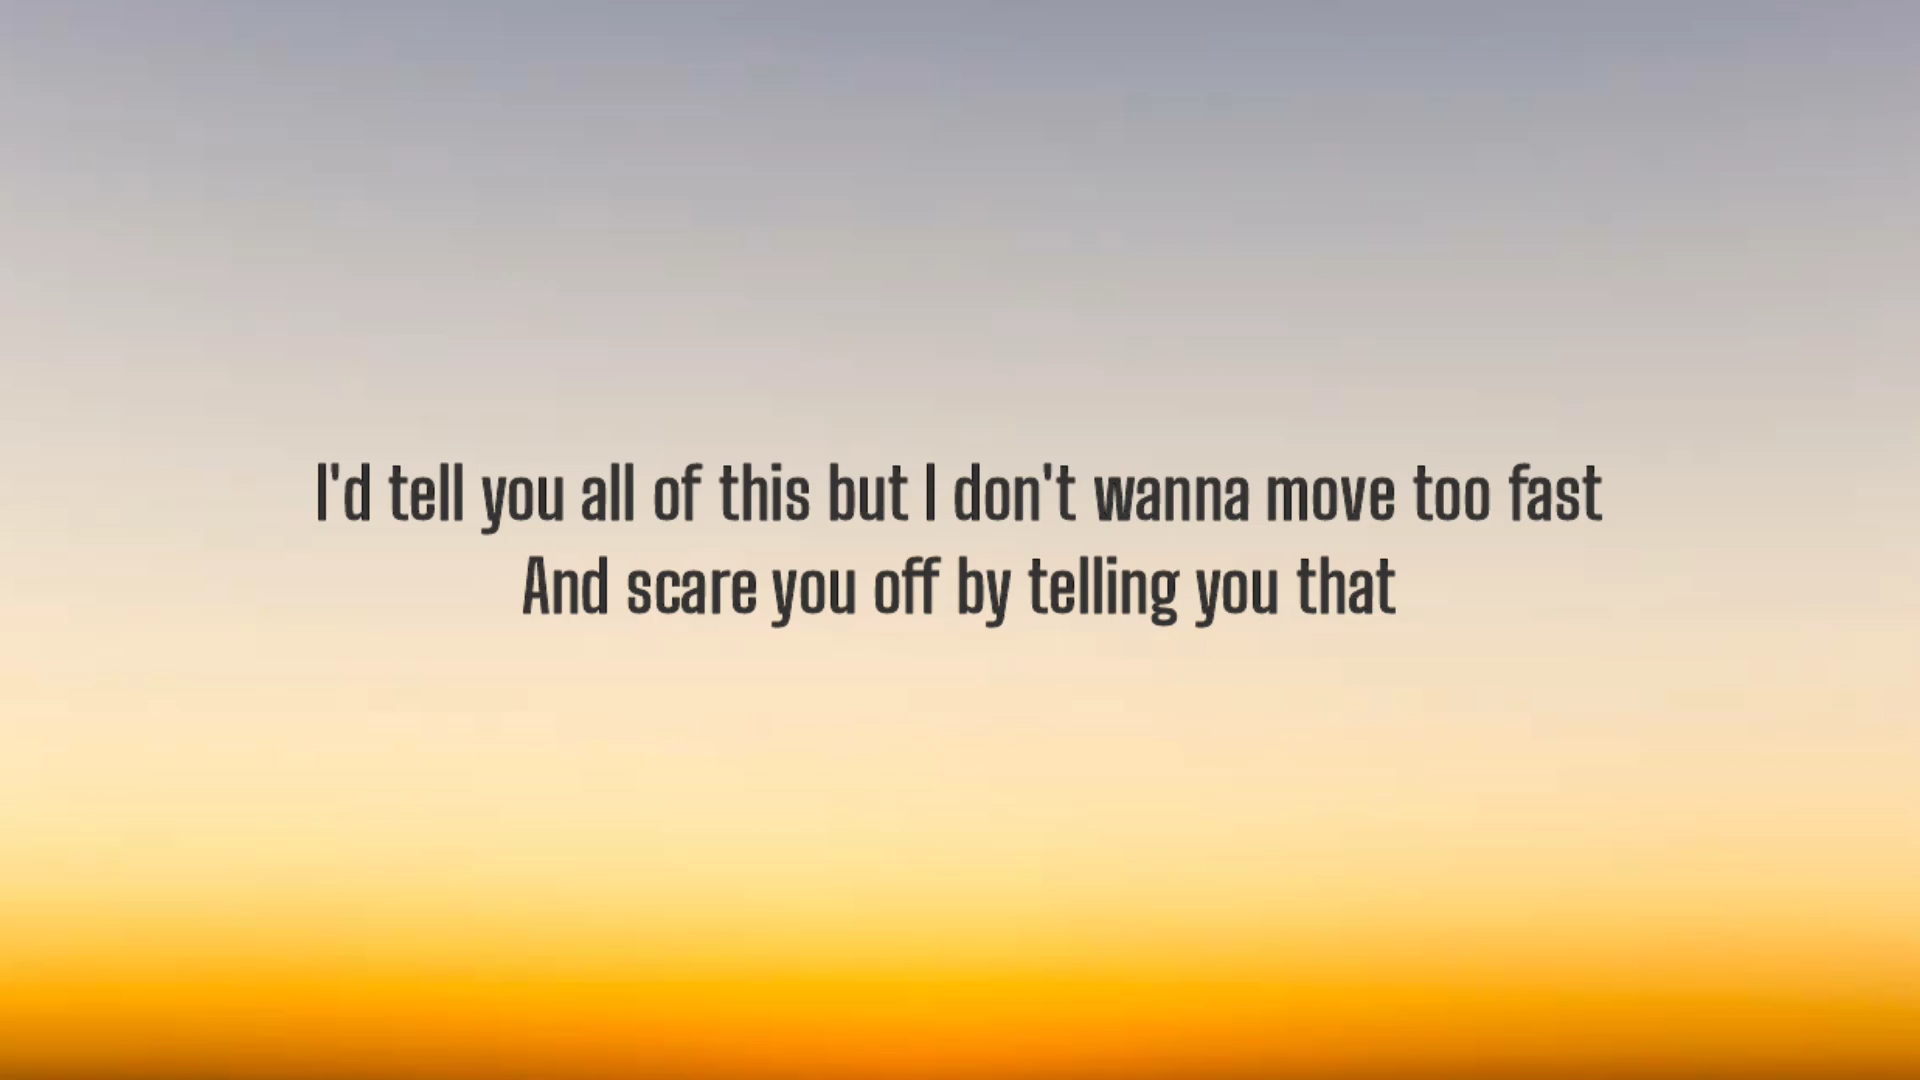 I'd tell you all of this but I don't wanna move too fast
And scare you off by telling you that